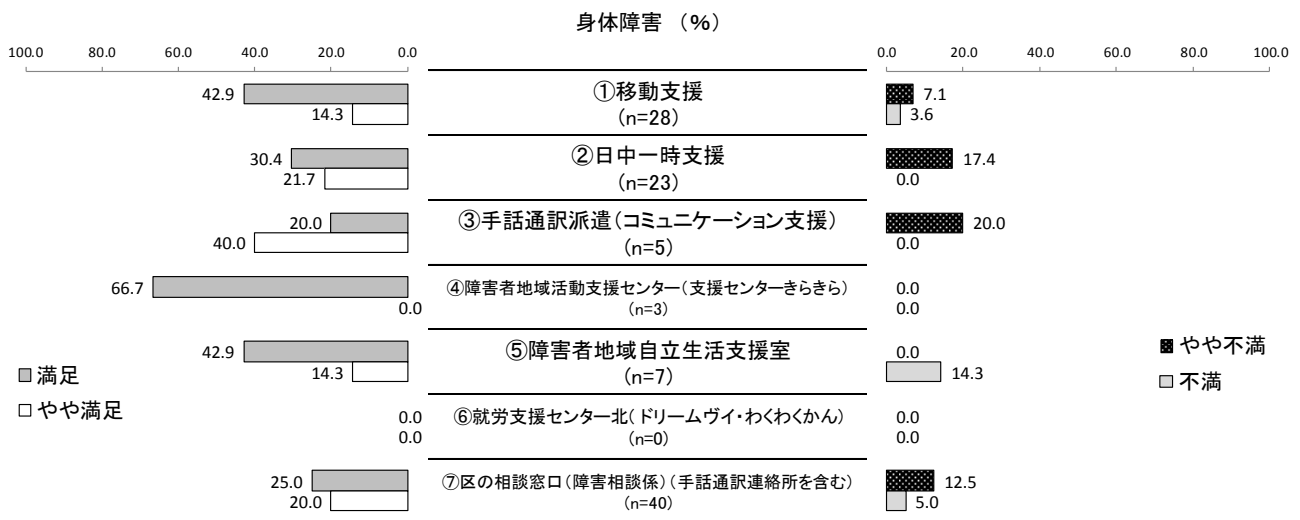 身体障害 （％）
100.0 80.0 60.0 40.0 20.0 0.0 0.0 20.0 40.0 60.0 80.0 100.0
42.9 ①移動支援 7.1
14.3 (n=28) 3.6
30.4 ②日中一時支援 17.4
21.7 (n=23) 0.0
20.0 ③手話通訳派遣（コミュニケーション支援） 20.0
40.0 (n=5) 0.0
66.7 ④障害者地域活動支援センター（支援センターきらきら） 0.0
0.0 (n=3) 0.0
42.9 ⑤障害者地域自立生活支援室 0.0
14.3 (n=7) 14.3
満足 やや不満
やや満足 不満
0.0 ⑥就労支援センター北（ドリームヴイ・わくわくかん） 0.0
0.0 (n=0) 0.0
25.0 ⑦区の相談窓口（障害相談係）（手話通訳連絡所を含む） 12.5
20.0 (n=40) 5.0